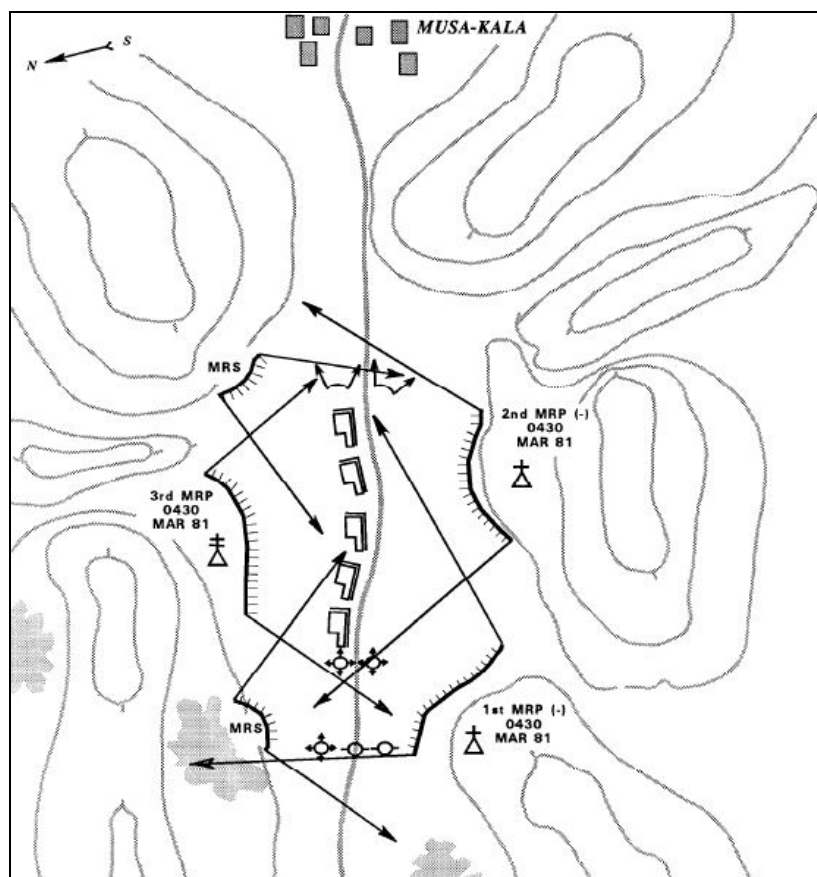 MUSA-KALA
N S
MRS
2nd MRP (-)
0430
MAR 81
3rd MRP
0430
MAR 81
MRS
1st MRP (-)
0430
MAR 81